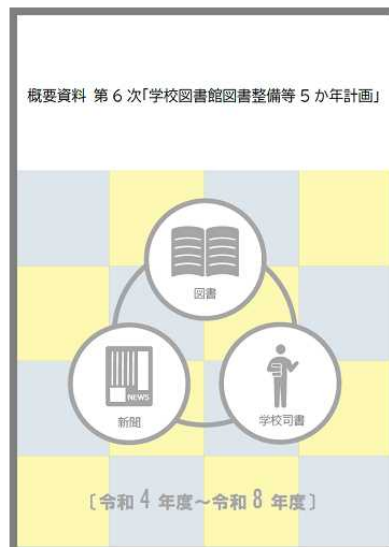 概要資料 第6次「学校図書館図書整備等5か年計画」
図書
NEWS
新聞
学校司書
〔令和4年度～令和8年度〕